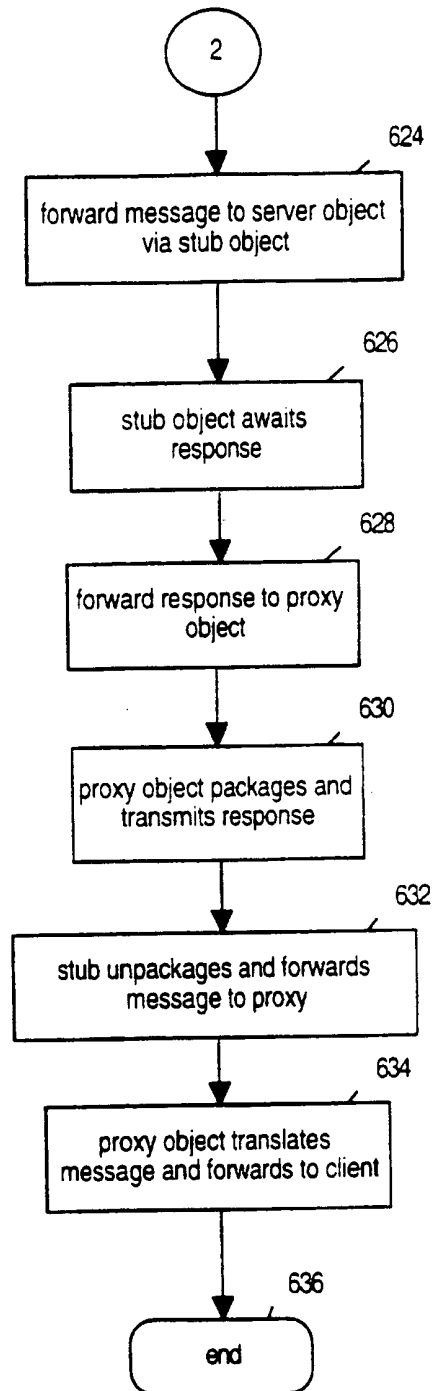 2
624
forward message to server object
via stub object
626
stub object awaits
response
628
forward response to proxy
object
630
proxy object packages and
transmits response
632
stub unpackages and forwards
message to proxy
634
proxy object translates
message and forwards to client
636
end